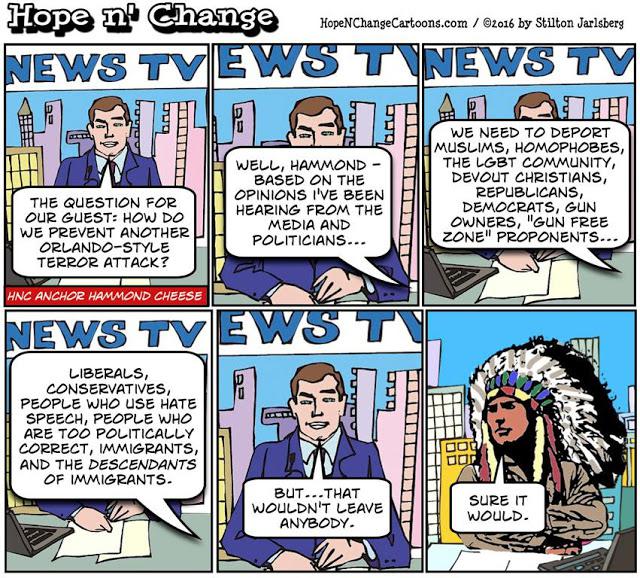 Hope n' Change
HopeNChangeCartoons.com / ©2016 by Stilton Jarlsberg
NEWS TV
THE QUESTION FOR
OUR GUEST: HOW DO
WE PREVENT ANOTHER
ORLANDO-STYLE
TERROR ATTACK?
HNC ANCHOR HAMMOND CHEESE
EWS TV
WELL, HAMMOND -
BASED ON THE
OPINIONS I'VE BEEN
HEARING FROM THE
MEDIA AND
POLITICIANS...
NEWS TV
WE NEED TO DEPORT
MUSLIMS, HOMOPHOBES,
THE LGBT COMMUNITY,
DEVOUT CHRISTIANS,
REPUBLICANS,
DEMOCRATS, GUN
OWNERS, "GUN FREE
ZONE" PROPONENTS...
NEWS TV
LIBERALS,
CONSERVATIVES,
PEOPLE WHO USE HATE
SPEECH, PEOPLE WHO
ARE TOO POLITICALLY
CORRECT, IMMIGRANTS,
AND THE DESCENDANTS
OF IMMIGRANTS.
EWS TV
BUT...THAT
WOULDN'T LEAVE
ANYBODY.
SURE IT
WOULD.